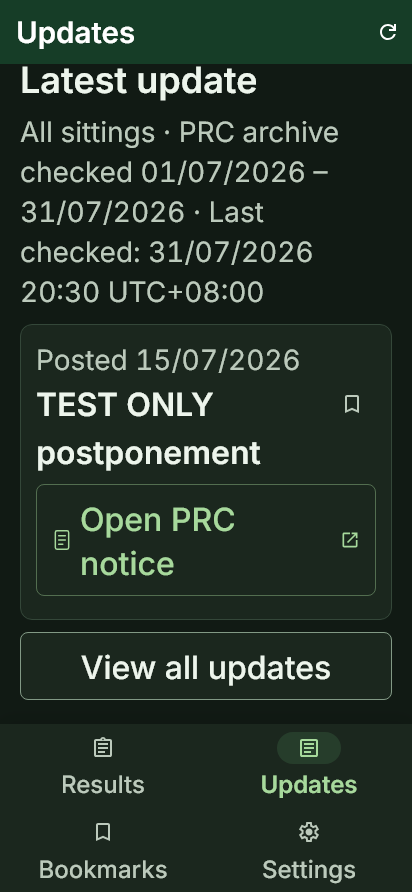 Updates
Latest update
All sittings · PRC archive
checked 01/07/2026 –
31/07/2026 · Last
checked: 31/07/2026
20:30 UTC+08:00
Posted 15/07/2026
TEST ONLY
postponement
Open PRC
notice
View all updates
Results
Updates
Bookmarks
Settings